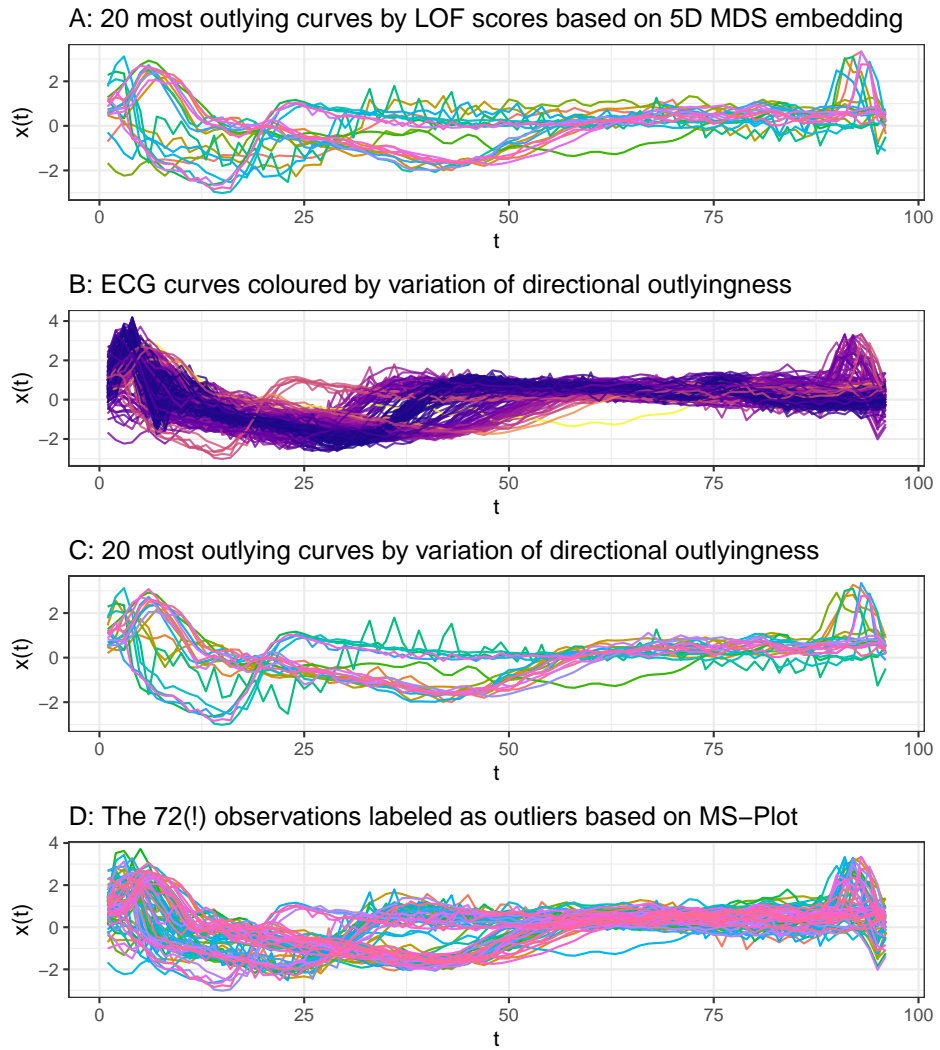 A: 20 most outlying curves by LOF scores based on 5D MDS embedding
2
0
−2
x(t)
0 25 50 75 100
t
B: ECG curves coloured by variation of directional outlyingness
4
2
0
−2
x(t)
0 25 50 75 100
t
C: 20 most outlying curves by variation of directional outlyingness
2
0
−2
x(t)
0 25 50 75 100
t
D: The 72(!) observations labeled as outliers based on MS−Plot
4
2
0
−2
x(t)
0 25 50 75 100
t